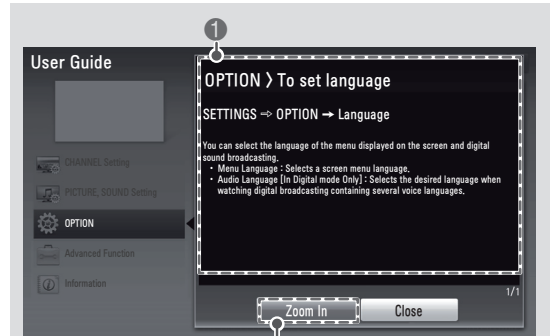 1
User Guide
OPTION > To set language
SETTINGS ⇨ OPTION → Language
You can select the language of the menu displayed on the screen and digital
sound broadcasting.
• Menu Language : Selects a screen menu language.
• Audio Language [In Digital mode Only] : Selects the desired language when
watching digital broadcasting containing several voice languages.
CHANNEL Setting
PICTURE, SOUND Setting
OPTION
Advanced Function
Information
1/1
Zoom In
Close